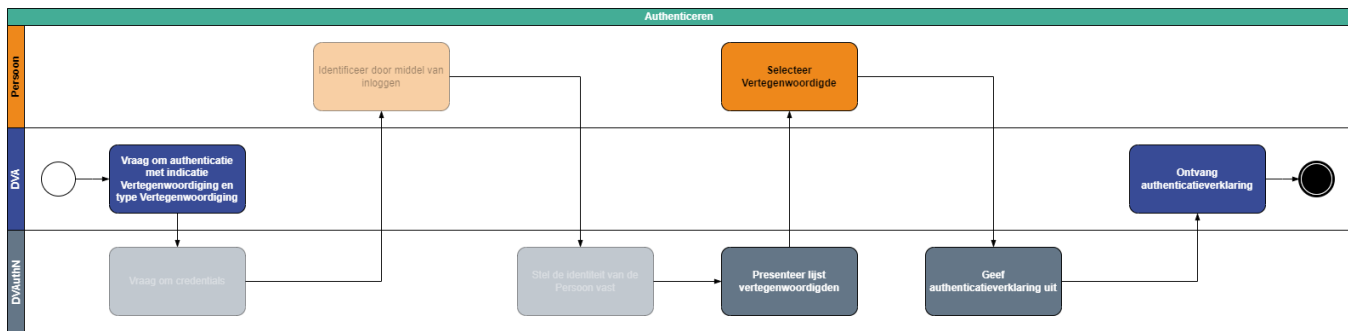 Authenticeren
Persoon
Identificeer door middel van
inloggen
Selecteer
Vertegenwoordigde
DVA
Vraag om authenticatie
met indicatie
Vertegenwoordiging en
type Vertegenwoordiging
Ontvang
authenticatieverklaring
DVAuthN
Vraag om credentials
Stel de identiteit van de
Persoon vast
Presenteer lijst
vertegenwoordigden
Geef
authenticatieverklaring uit